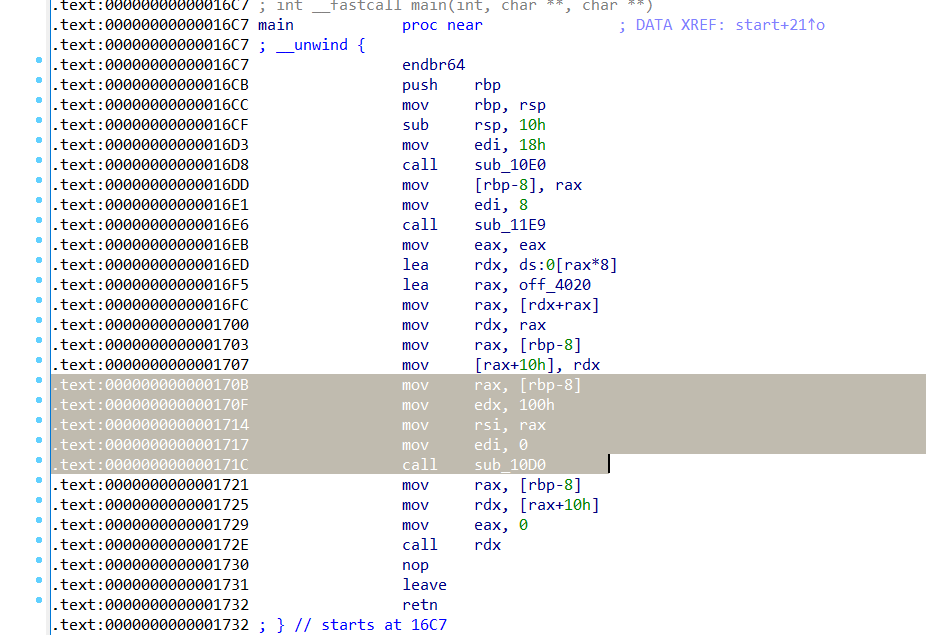 .text:00000000000016C7 ; int __fastcall main(int, char **, char **)
.text:00000000000016C7 main proc near ; DATA XREF: start+21↑o
.text:00000000000016C7 ; __unwind {
.text:00000000000016C7 endbr64
.text:00000000000016CB push rbp
.text:00000000000016CC mov rbp, rsp
.text:00000000000016CF sub rsp, 10h
.text:00000000000016D3 mov edi, 18h
.text:00000000000016D8 call sub_10E0
.text:00000000000016DD mov [rbp-8], rax
.text:00000000000016E1 mov edi, 8
.text:00000000000016E6 call sub_11E9
.text:00000000000016EB mov eax, eax
.text:00000000000016ED lea rdx, ds:0[rax*8]
.text:00000000000016F5 lea rax, off_4020
.text:00000000000016FC mov rax, [rdx+rax]
.text:0000000000001700 mov rdx, rax
.text:0000000000001703 mov rax, [rbp-8]
.text:0000000000001707 mov [rax+10h], rdx
.text:000000000000170B mov rax, [rbp-8]
.text:000000000000170F mov edx, 100h
.text:0000000000001714 mov rsi, rax
.text:0000000000001717 mov edi, 0
.text:000000000000171C call sub_10D0
.text:0000000000001721 mov rax, [rbp-8]
.text:0000000000001725 mov rdx, [rax+10h]
.text:0000000000001729 mov eax, 0
.text:000000000000172E call rdx
.text:0000000000001730 nop
.text:0000000000001731 leave
.text:0000000000001732 retn
.text:0000000000001732 ; } // starts at 16C7